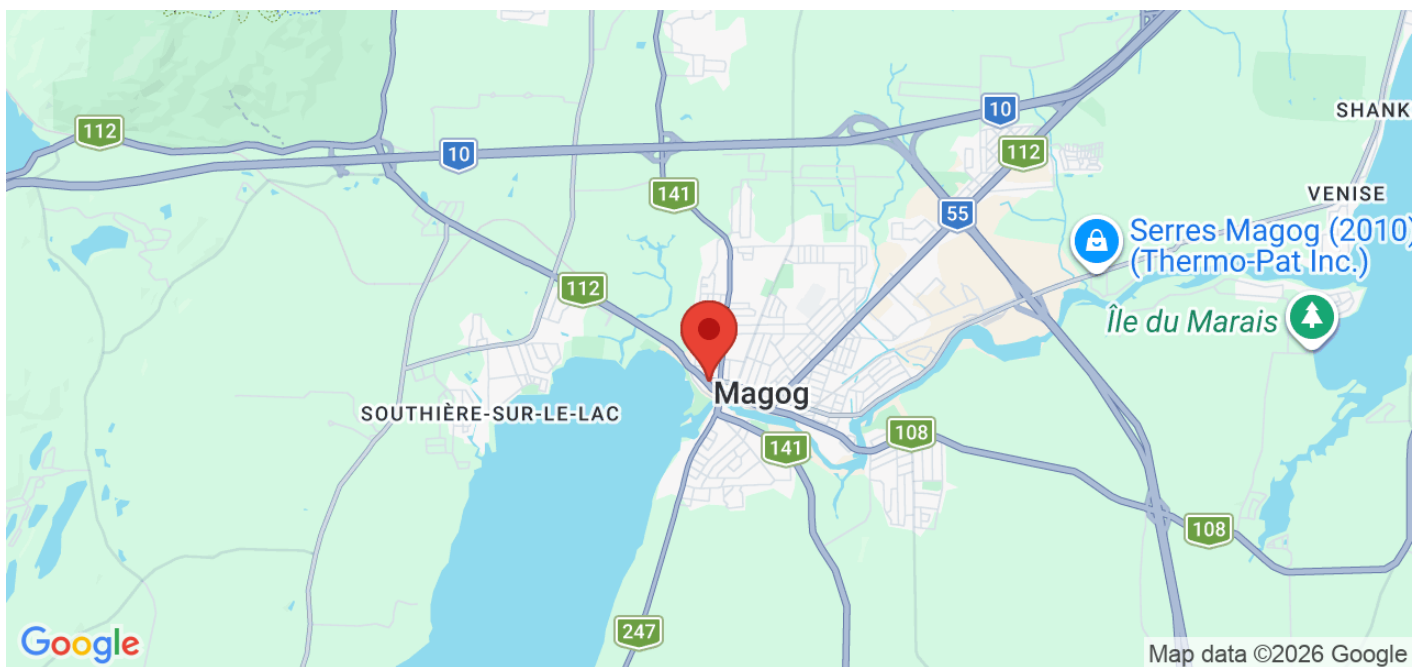 SHANK
10
112
112
10
141
VENISE
55
Serres Magog (2010)
(Thermo-Pat Inc.)
112
Île du Marais
Magog
SOUTHIÈRE-SUR-LE-LAC
108
141
108
247
Google
Map data ©2026 Google